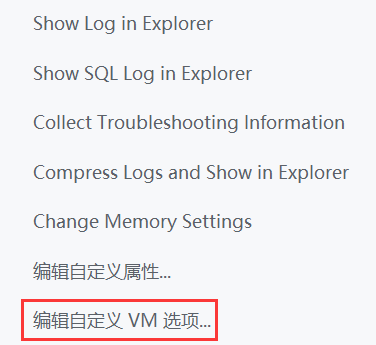 Show Log in Explorer
Show SQL Log in Explorer
Collect Troubleshooting Information
Compress Logs and Show in Explorer
Change Memory Settings
编辑自定义属性...
编辑自定义 VM 选项...